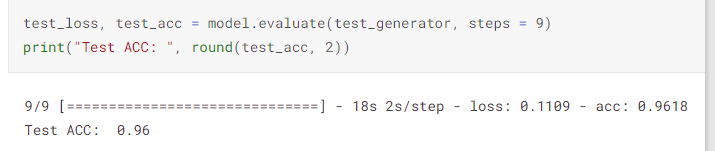 test_loss, test_acc = model.evaluate(test_generator, steps = 9)
print("Test ACC: ", round(test_acc, 2))
9/9 [==============================] - 18s 2s/step - loss: 0.1109 - acc: 0.9618
Test ACC:  0.96